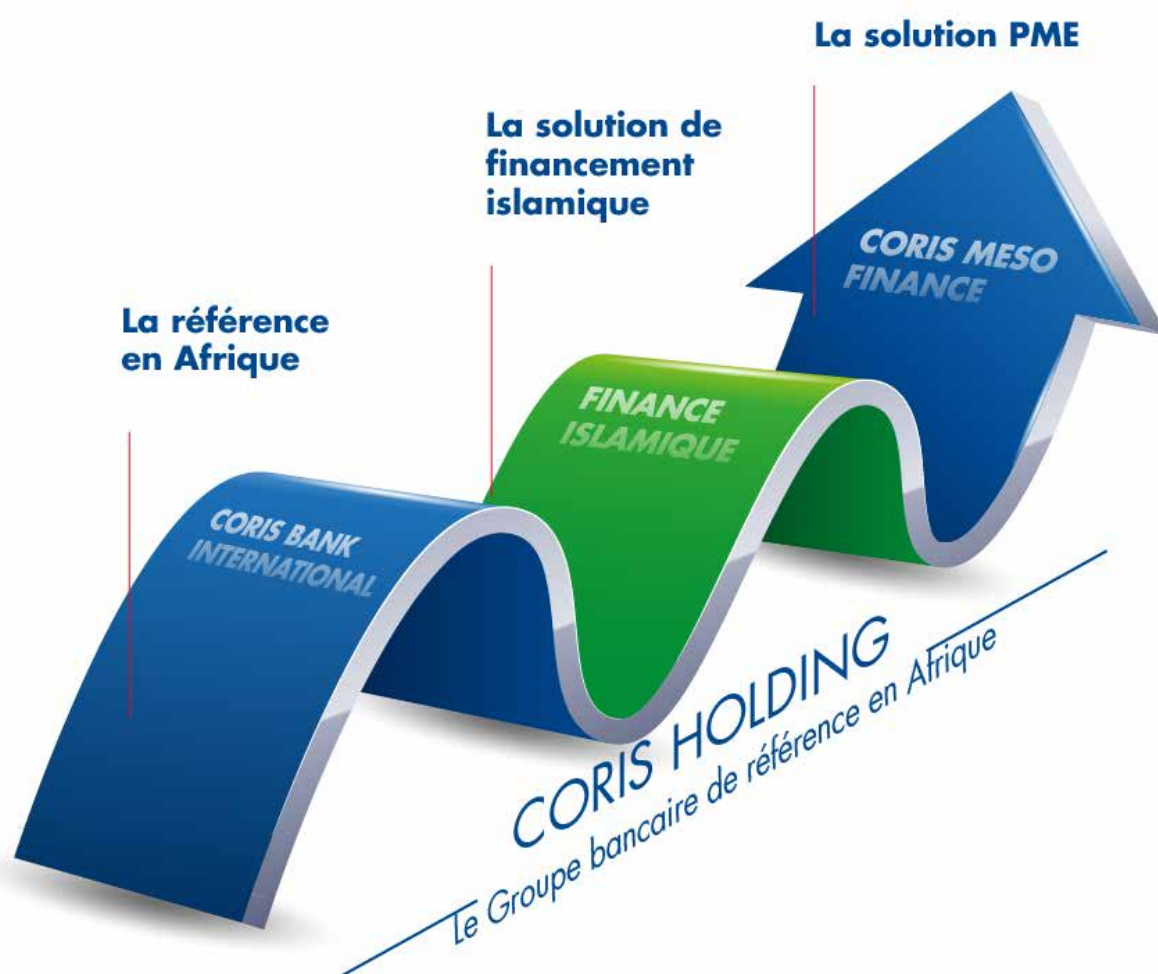 La solution PME
La solution de
financement
islamique
La référence
en Afrique
CORIS MESO
FINANCE
FINANCE
ISLAMIQUE
CORIS BANK
INTERNATIONAL
CORIS HOLDING
le Groupe bancaire de référence en Afrique